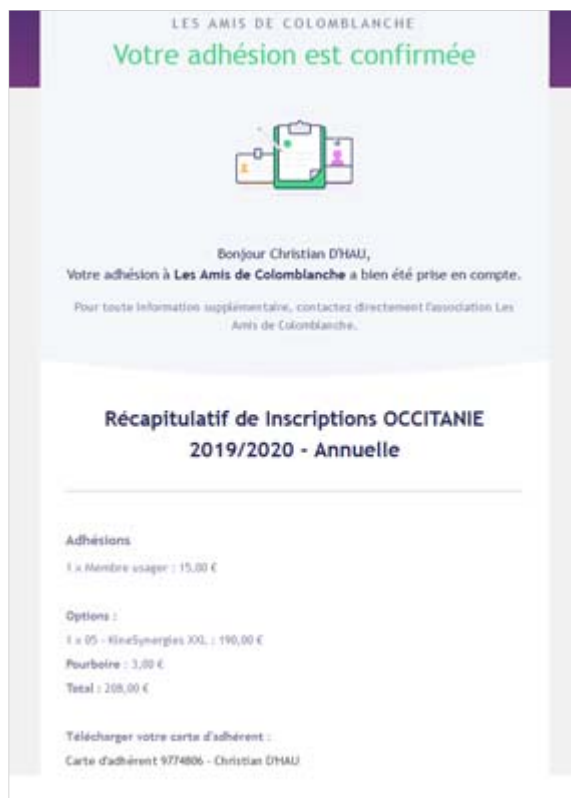 LES AMIS DE COLOMBLANCHE
Votre adhésion est confirmée
Bonjour Christian D'HAU,
Votre adhésion à Les Amis de Colomblanche a bien été prise en compte.
Pour toute information supplémentaire, contactez directement l'association Les
Amis de Colomblanche.
Récapitulatif de Inscriptions OCCITANIE
2019/2020 - Annuelle
Adhésions
1 x Membre usager : 15,00 €
Options :
1 x 05 - KineSynergies XXL : 190,00 €
Pourboire : 3,00 €
Total : 208,00 €
Télécharger votre carte d'adhérent :
Carte d'adhérent 9774806 - Christian D'HAU